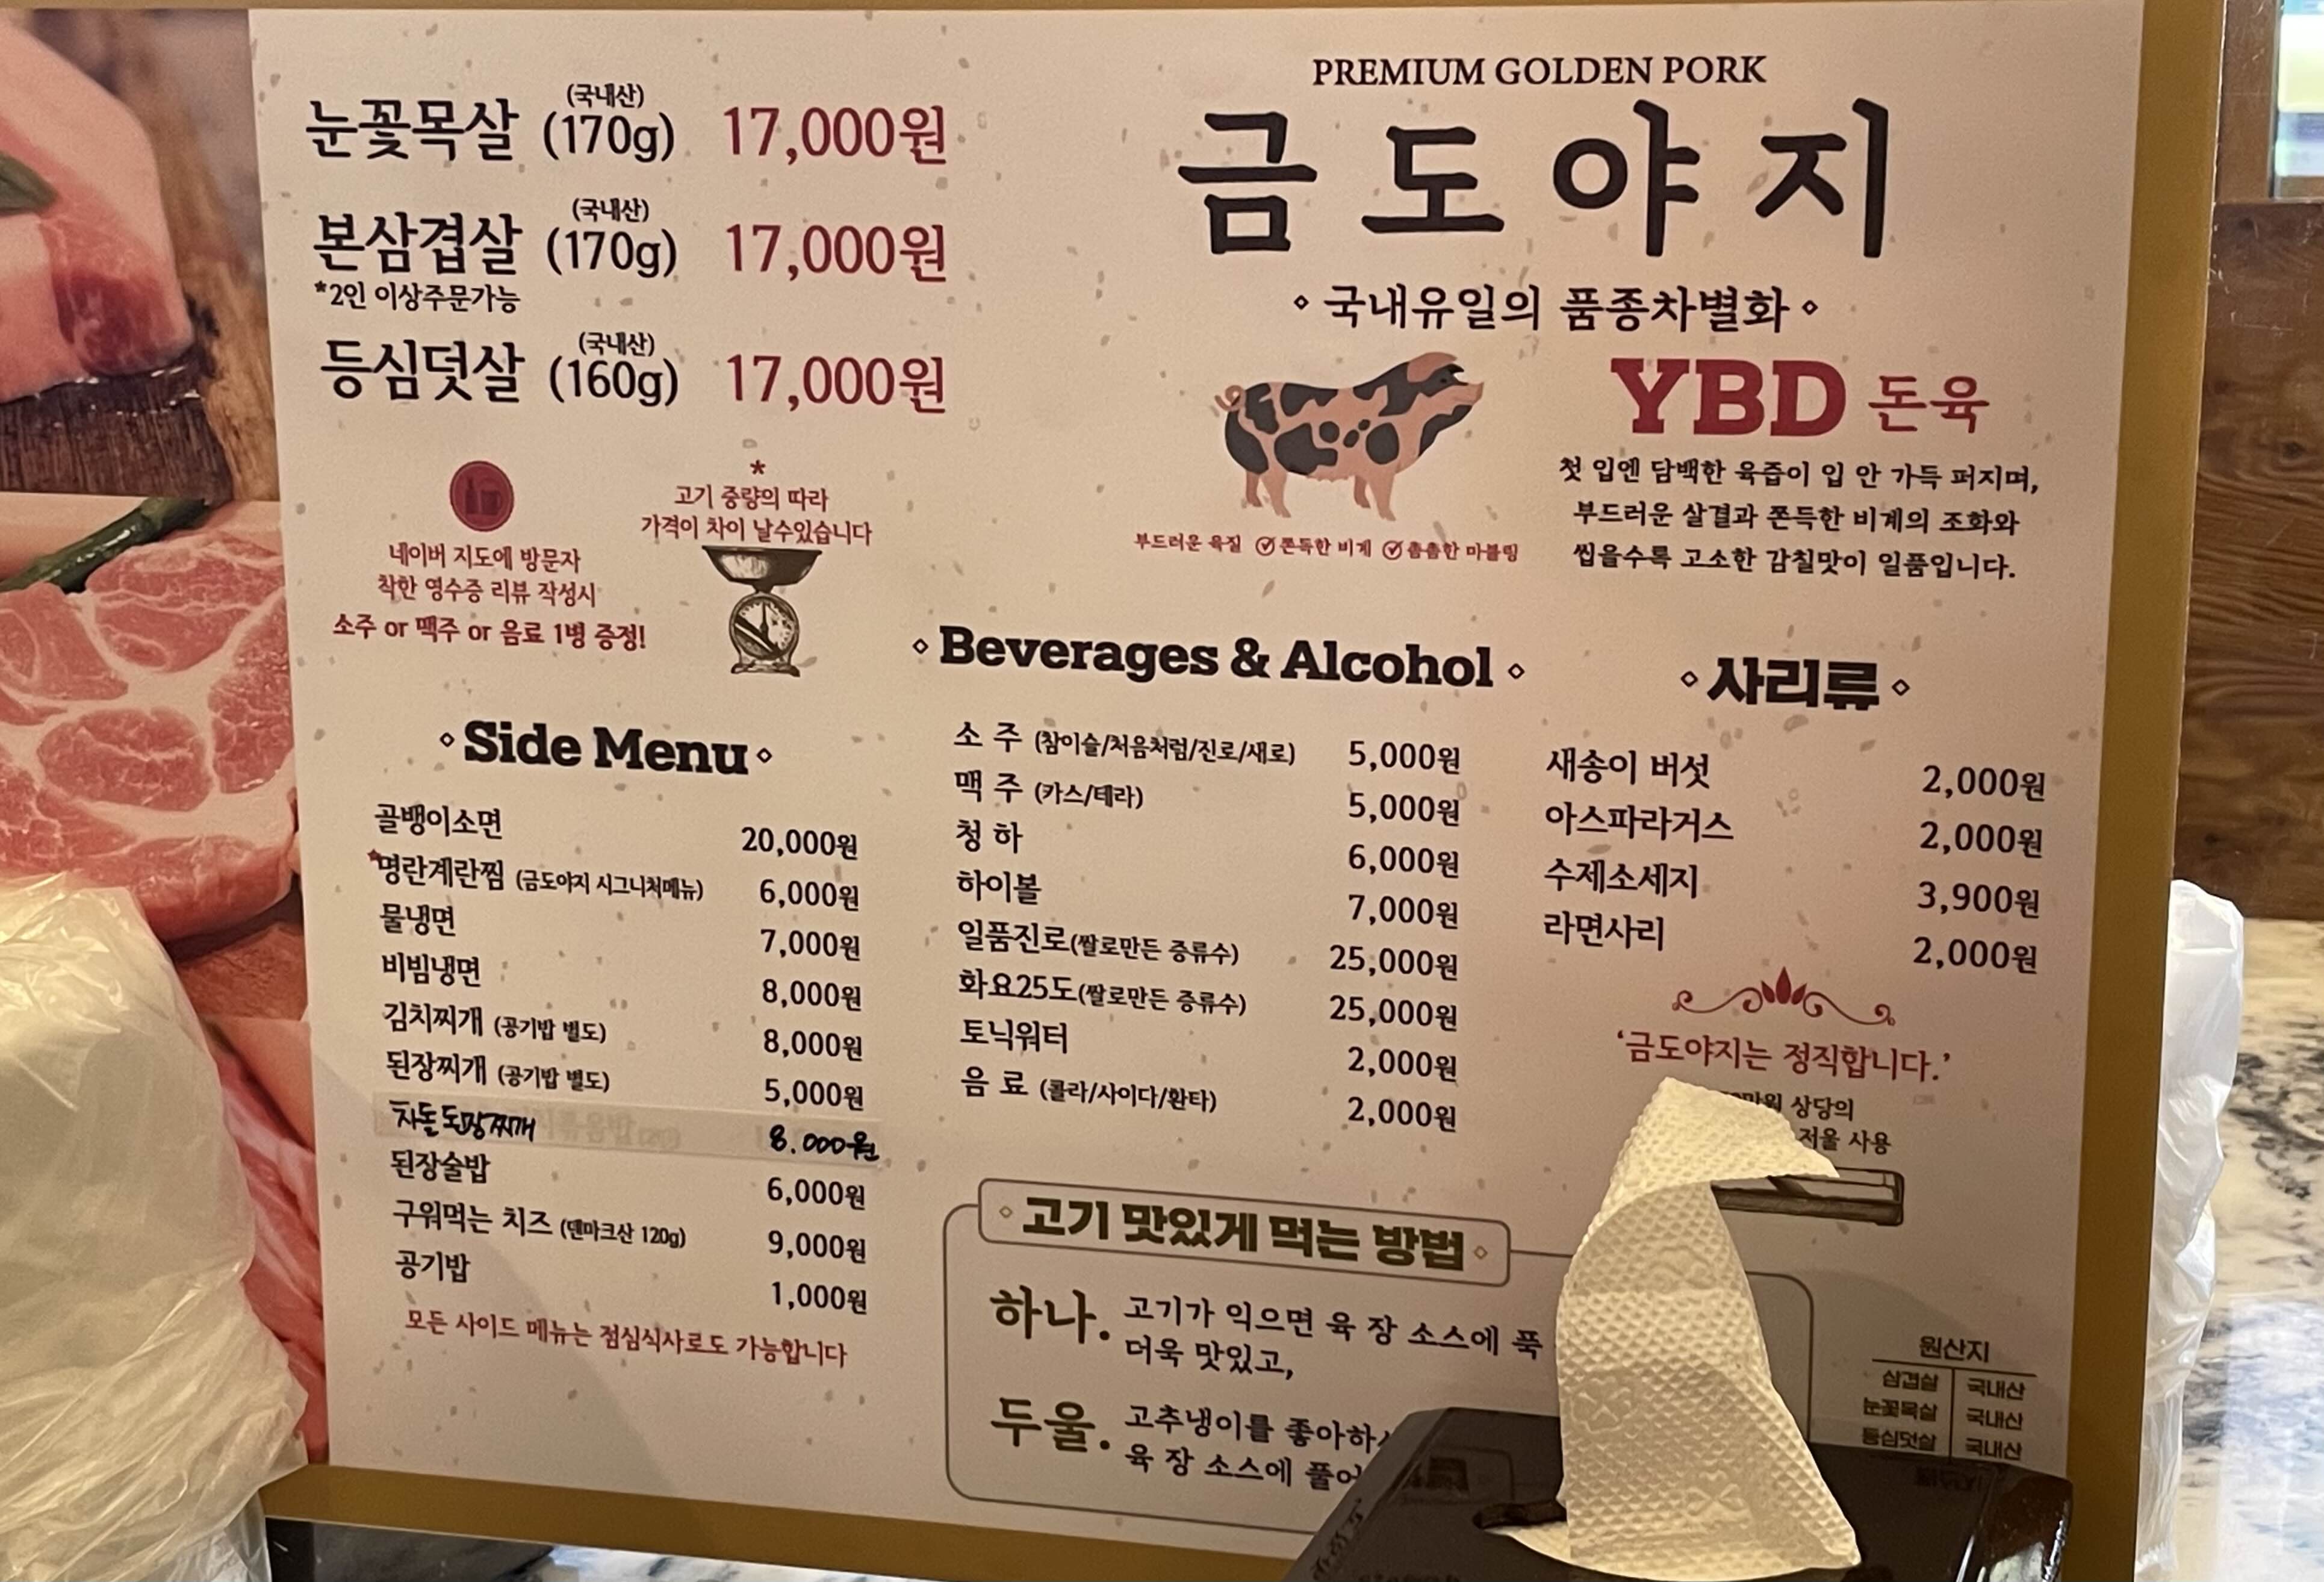 (국내산)
눈꽃목살 (170g) 17,000원
(국내산)
본삼겹살 (170g) 17,000원
*2인 이상주문가능
(국내산)
등심덧살 (160g) 17,000원
네이버 지도에 방문자
착한 영수증 리뷰 작성시
소주 or 맥주 or 음료 1병 증정!
*
고기 중량의 따라
가격이 차이 날수있습니다
PREMIUM GOLDEN PORK
금도야지
국내유일의 품종차별화
YBD 돈육
첫 입엔 담백한 육즙이 입 안 가득 퍼지며,
부드러운 살결과 쫀득한 비계의 조화와
씹을수록 고소한 감칠맛이 일품입니다.
부드러운 육질 쫀득한 비계 촘촘한 마블링
Side Menu
골뱅이소면 20,000원
*명란계란찜 (금도야지 시그니처메뉴) 6,000원
물냉면 7,000원
비빔냉면 8,000원
김치찌개 (공기밥 별도) 8,000원
된장찌개 (공기밥 별도) 5,000원
차돌된장찌개 8.000원
된장술밥 6,000원
구워먹는 치즈 (덴마크산 120g) 9,000원
공기밥 1,000원
모든 사이드 메뉴는 점심식사로도 가능합니다
Beverages & Alcohol
소 주 (참이슬/처음처럼/진로/새로) 5,000원
맥 주 (카스/테라) 5,000원
청 하 6,000원
하이볼 7,000원
일품진로(쌀로만든 증류수) 25,000원
화요25도(쌀로만든 증류수) 25,000원
토닉워터 2,000원
음 료 (콜라/사이다/환타) 2,000원
사리류
새송이 버섯 2,000원
아스파라거스 2,000원
수제소세지 3,900원
라면사리 2,000원
'금도야지는 정직합니다.'
상당의
저울 사용
고기 맛있게 먹는 방법
하나. 고기가 익으면 육 장 소스에 푹
더욱 맛있고,
두울. 고추냉이를 좋아하
육 장 소스에 풀어
원산지
삼겹살 국내산
눈꽃목살 국내산
등심덧살 국내산